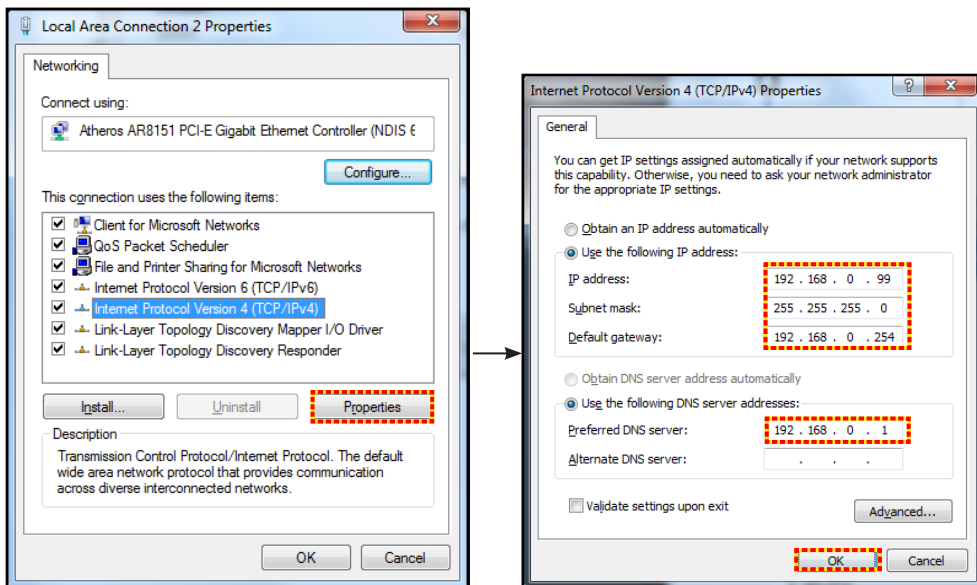 Local Area Connection 2 Properties
Networking
Connect using:
Atheros AR8151 PCI-E Gigabit Ethernet Controller (NDIS 6
Configure...
This connection uses the following items:
Client for Microsoft Networks
QoS Packet Scheduler
File and Printer Sharing for Microsoft Networks
Internet Protocol Version 6 (TCP/IPv6)
Internet Protocol Version 4 (TCP/IPv4)
Link-Layer Topology Discovery Mapper I/O Driver
Link-Layer Topology Discovery Responder
Install...
Uninstall
Properties
Description
Transmission Control Protocol/Internet Protocol. The default
wide area network protocol that provides communication
across diverse interconnected networks.
OK
Cancel
Internet Protocol Version 4 (TCP/IPv4) Properties
General
You can get IP settings assigned automatically if your network supports
this capability. Otherwise, you need to ask your network administrator
for the appropriate IP settings.
Obtain an IP address automatically
Use the following IP address:
IP address: 192 . 168 . 0 . 99
Subnet mask: 255 . 255 . 255 . 0
Default gateway: 192 . 168 . 0 . 254
Obtain DNS server address automatically
Use the following DNS server addresses:
Preferred DNS server: 192 . 168 . 0 . 1
Alternate DNS server: . . .
Validate settings upon exit
Advanced...
OK
Cancel